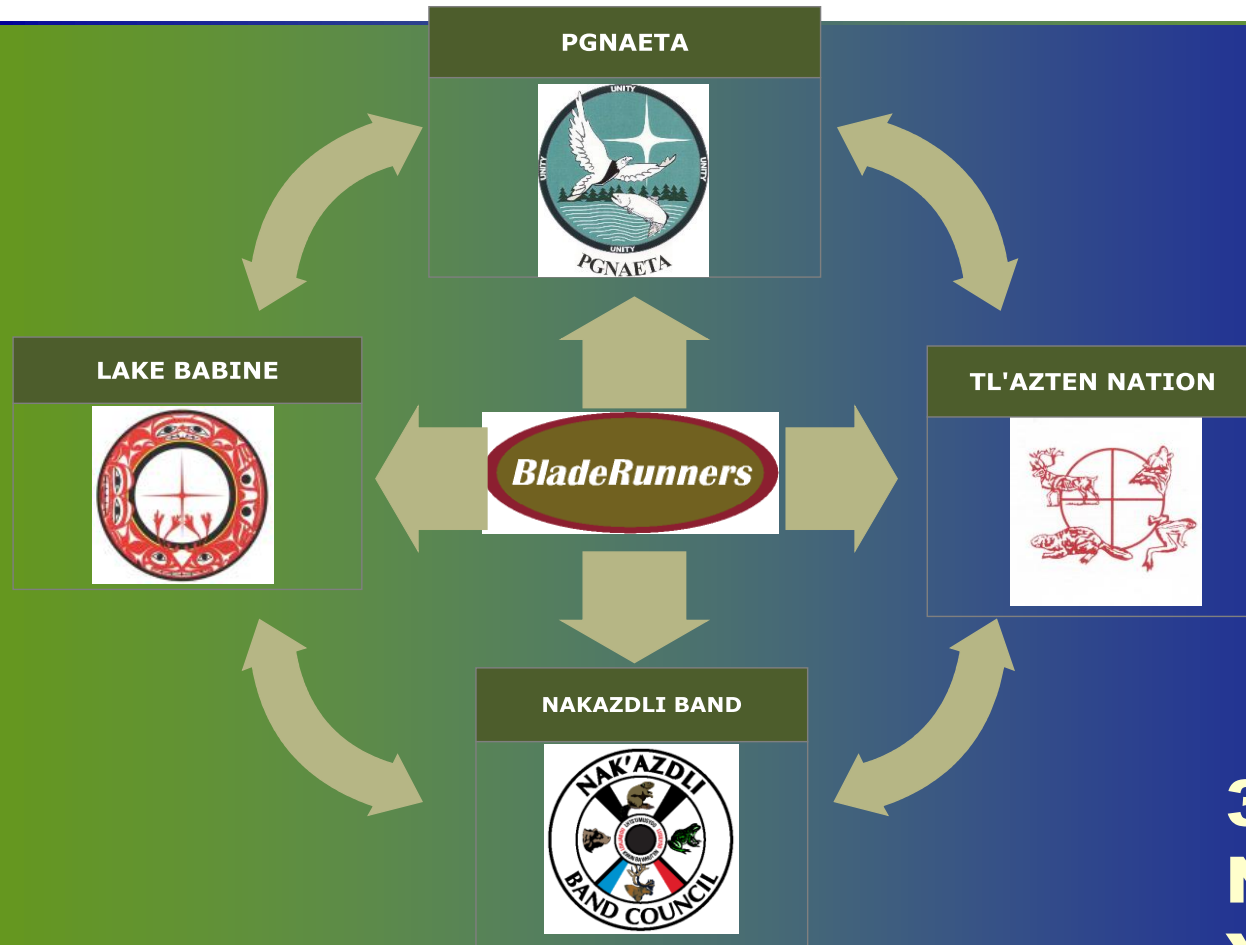 PGNAETA
UNITY
UNITY
UNITY
UNITY
PGNAETA
LAKE BABINE
TL'AZTEN NATION
BladeRunners
NAKAZDLI BAND
NAK'AZDLI
BAND COUNCIL